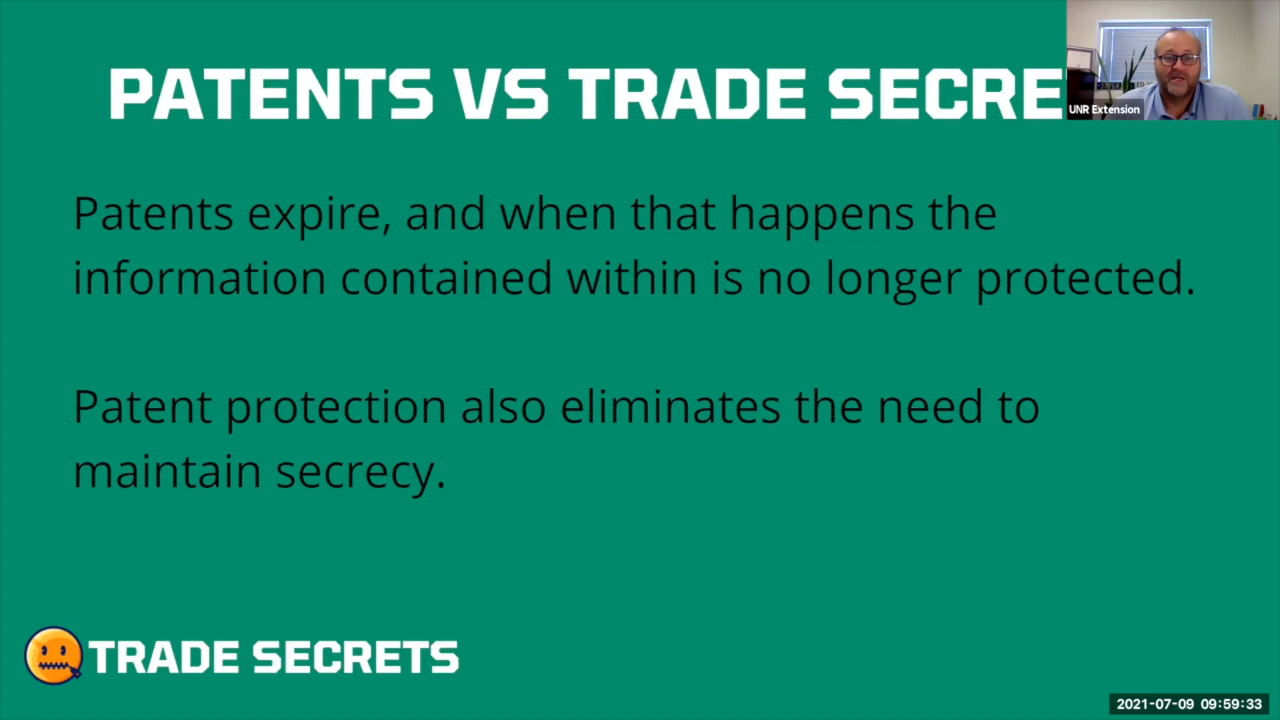 PATENTS VS TRADE SECRE
UNR Extension
Patents expire, and when that happens the
information contained within is no longer protected.
Patent protection also eliminates the need to
maintain secrecy.
TRADE SECRETS
2021-07-09 09:59:33